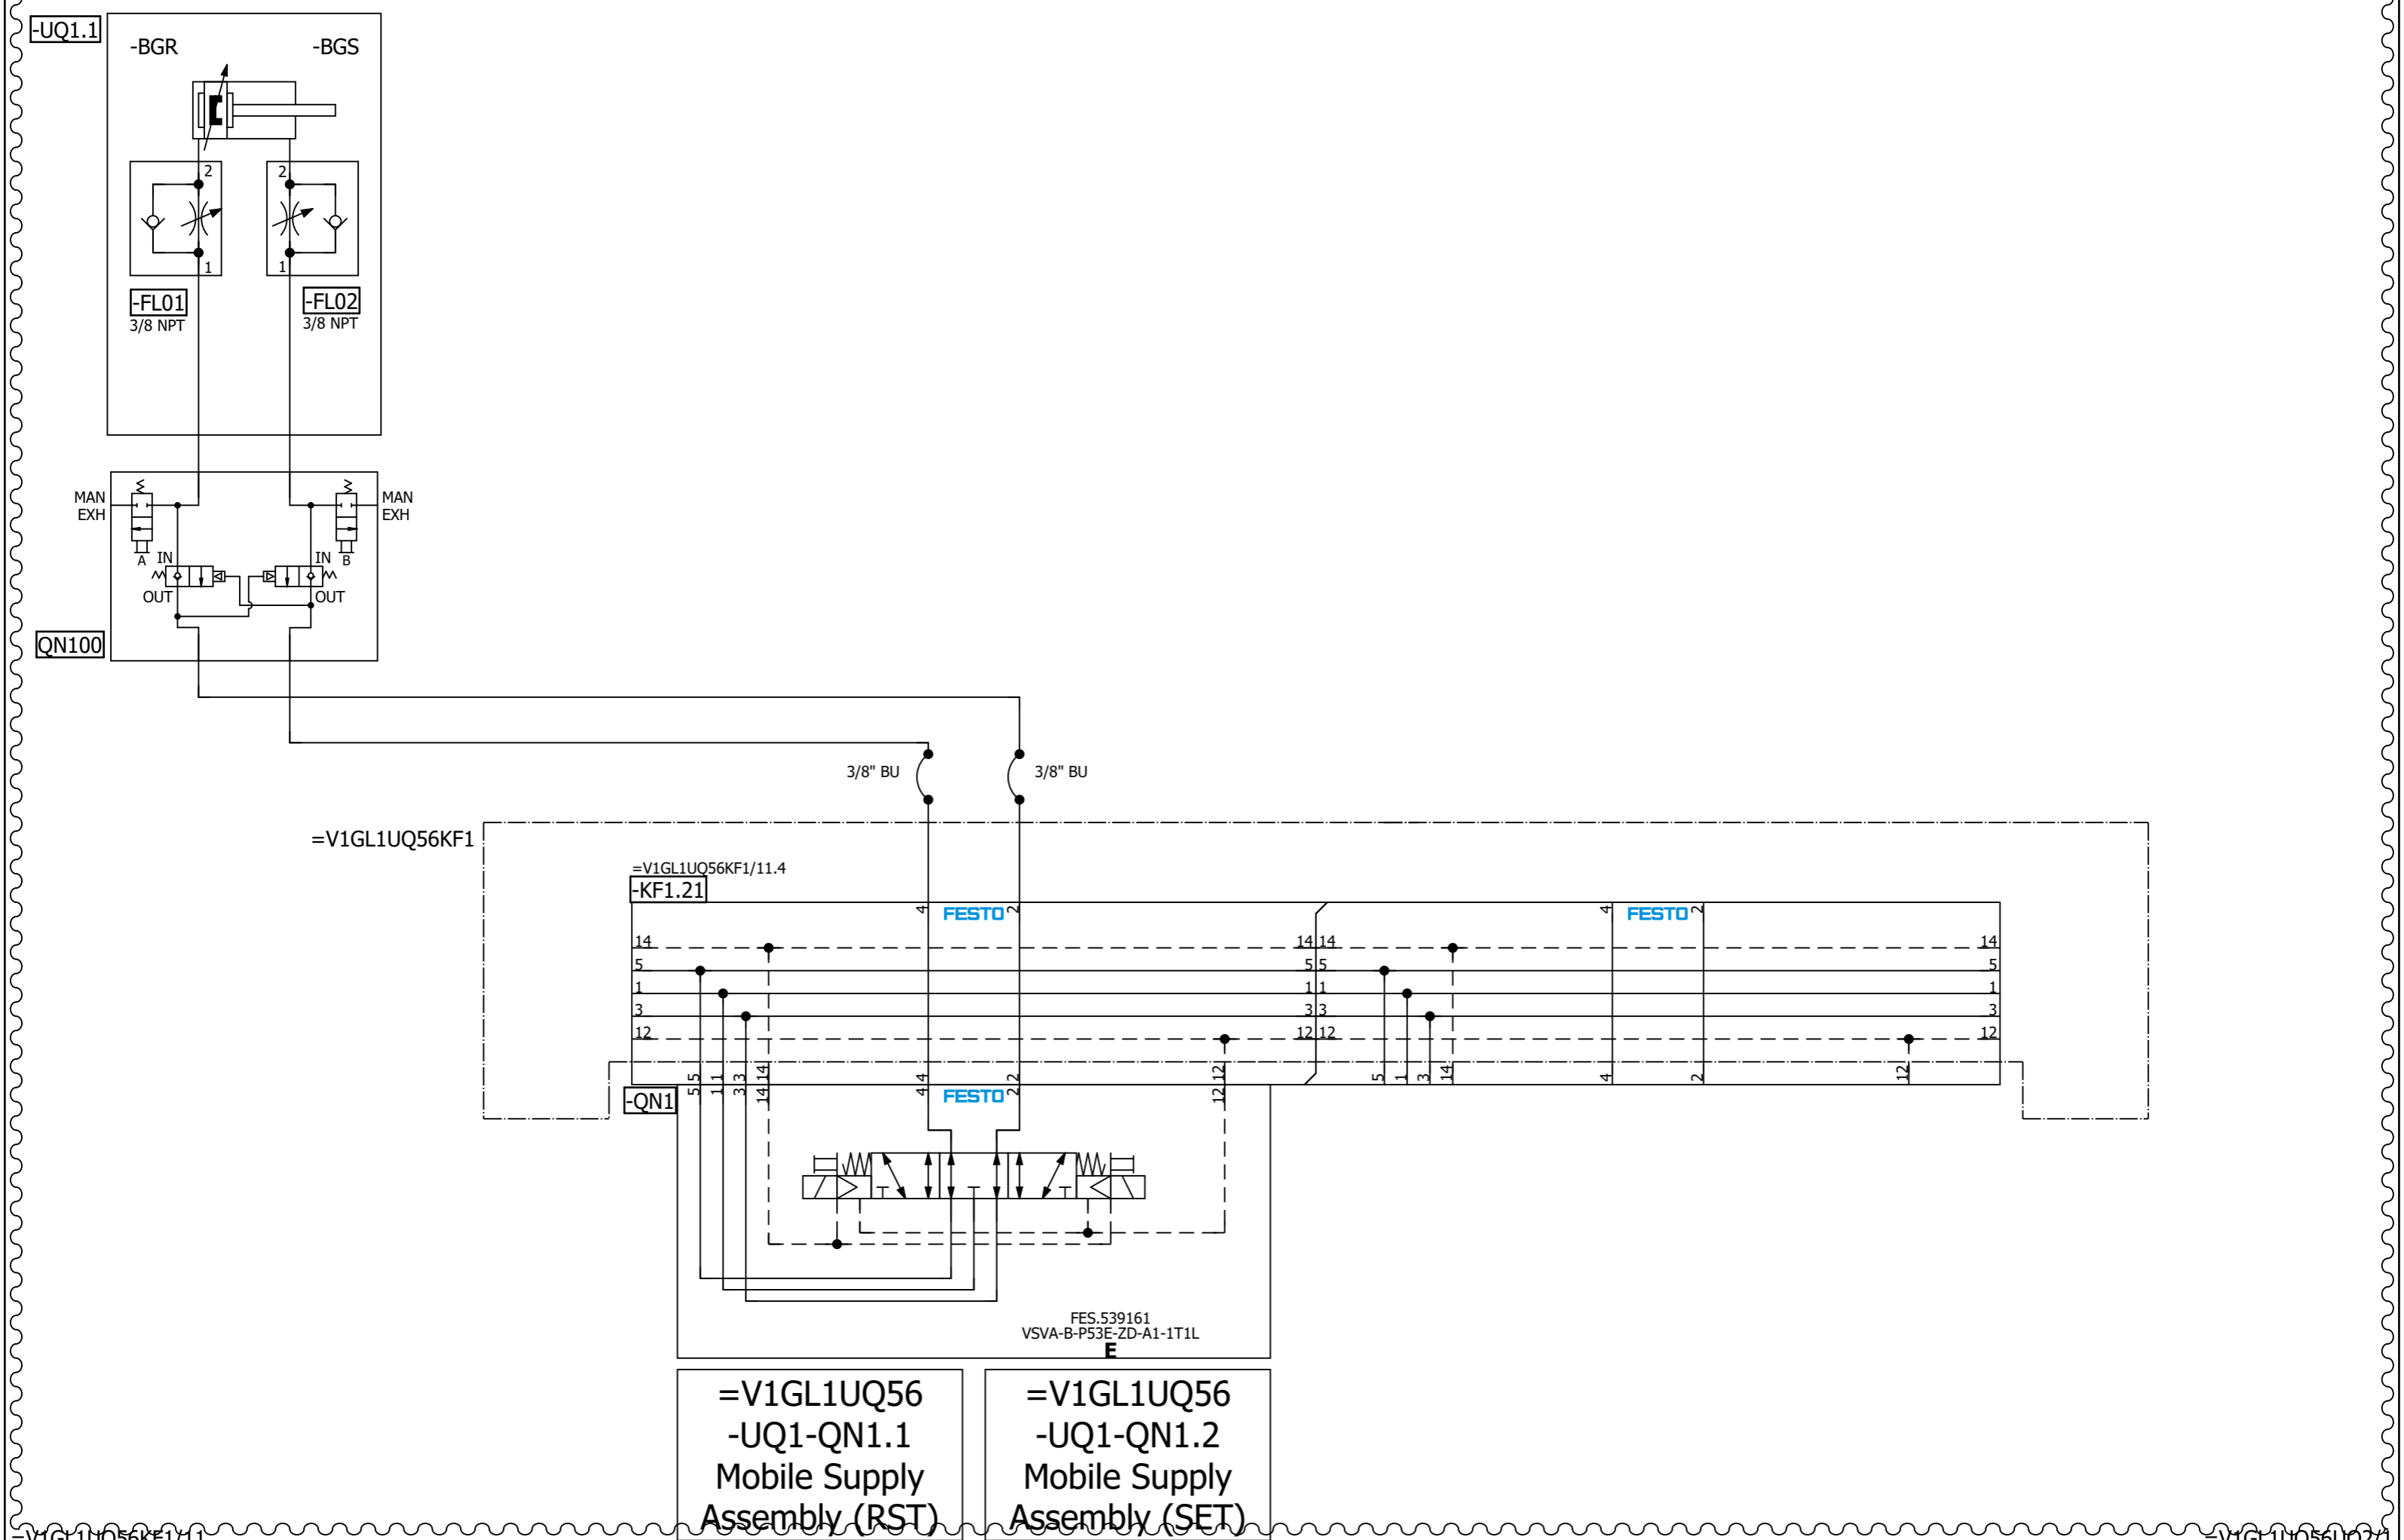 -UQ1.1
-BGR
-BGS
2
2
1
1
-FL01
3/8 NPT
-FL02
3/8 NPT
MAN
EXH
MAN
EXH
A
IN
IN
B
OUT
OUT
QN100
3/8" BU
3/8" BU
=V1GL1UQ56KF1
=V1GL1UQ56KF1/11.4
-KF1.21
4
FESTO
2
4
FESTO
2
14
14
14
14
5
5
5
5
1
1
1
1
3
3
3
3
12
12
12
12
5
1
3
14
4
2
12
5
1
3
14
4
2
12
-QN1
5
1
3
14
4
FESTO
2
12
FES.539161
VSVA-B-P53E-ZD-A1-1T1L
E
=V1GL1UQ56
-UQ1-QN1.1
Mobile Supply
Assembly (RST)
=V1GL1UQ56
-UQ1-QN1.2
Mobile Supply
Assembly (SET)
=V1GL1UQ56KF1/11
=V1GL1UQ56UQ2/1